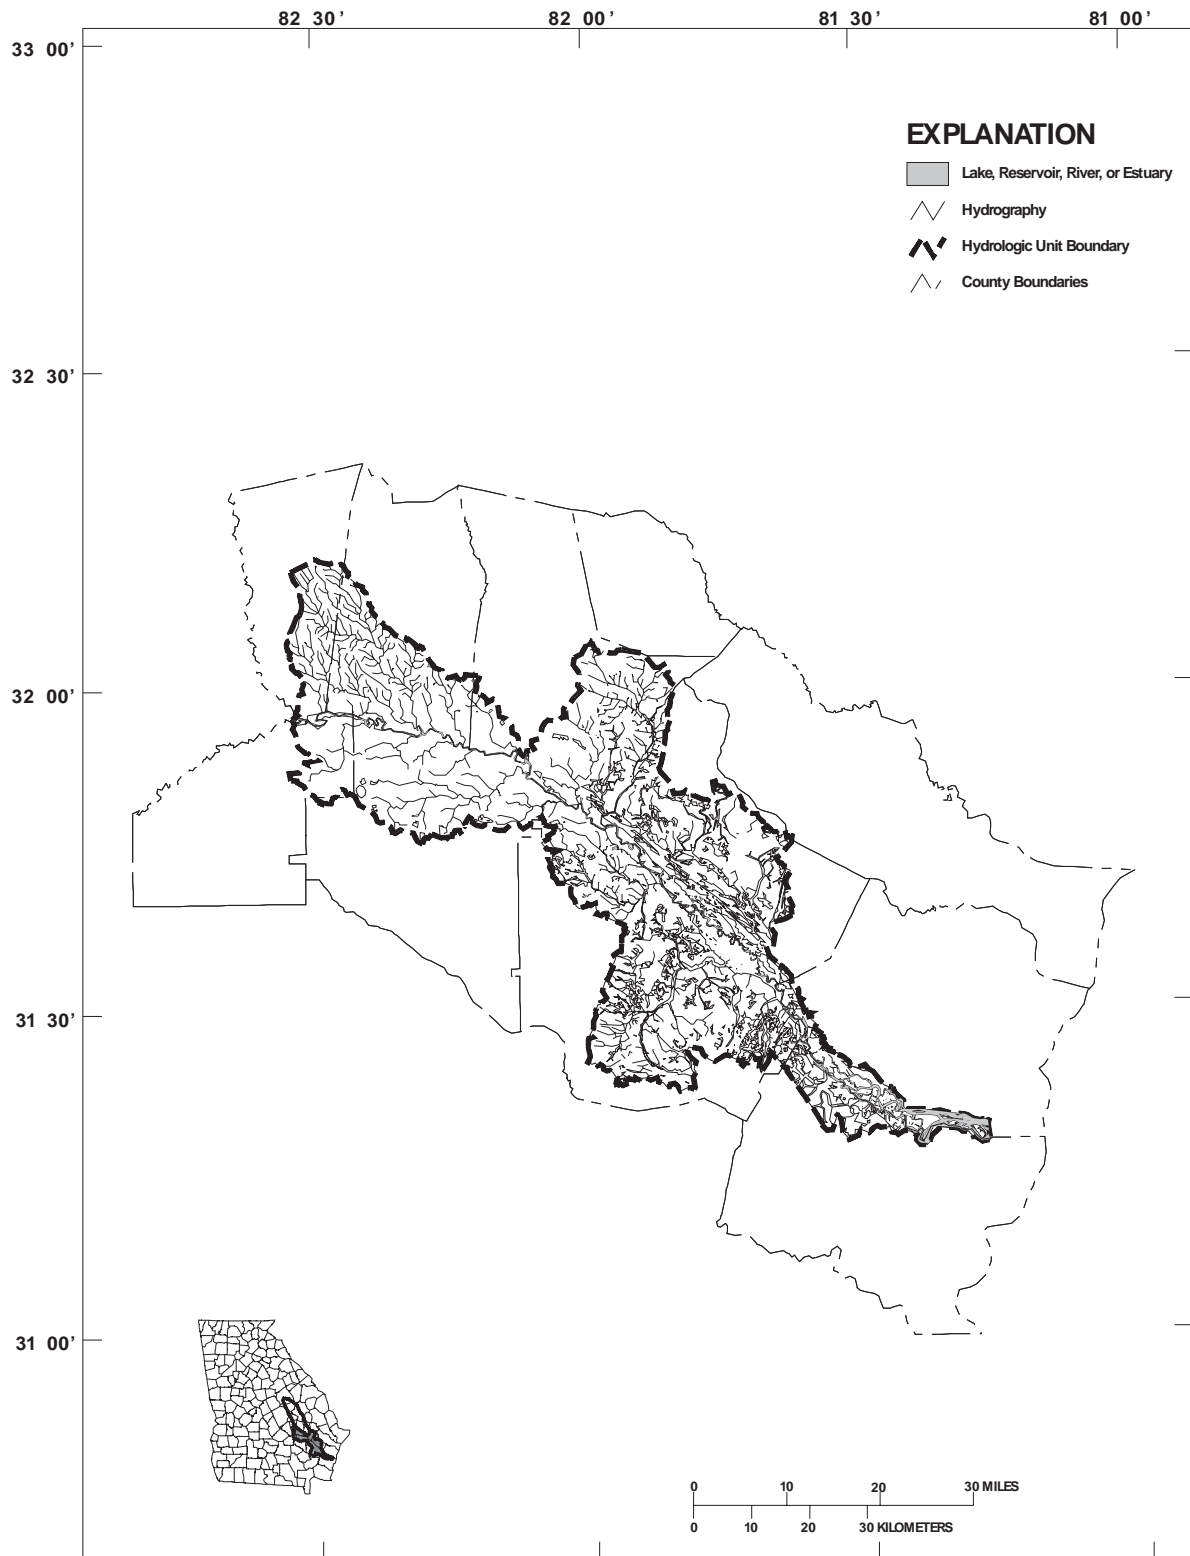 82 30’ 82 00’ 81 30’ 81 00’
33 00’
EXPLANATION
Lake, Reservoir, River, or Estuary
Hydrography
Hydrologic Unit Boundary
County Boundaries
32 30’
32 00’
31 30’
31 00’
0 10 20 30 MILES
0 10 20 30 KILOMETERS